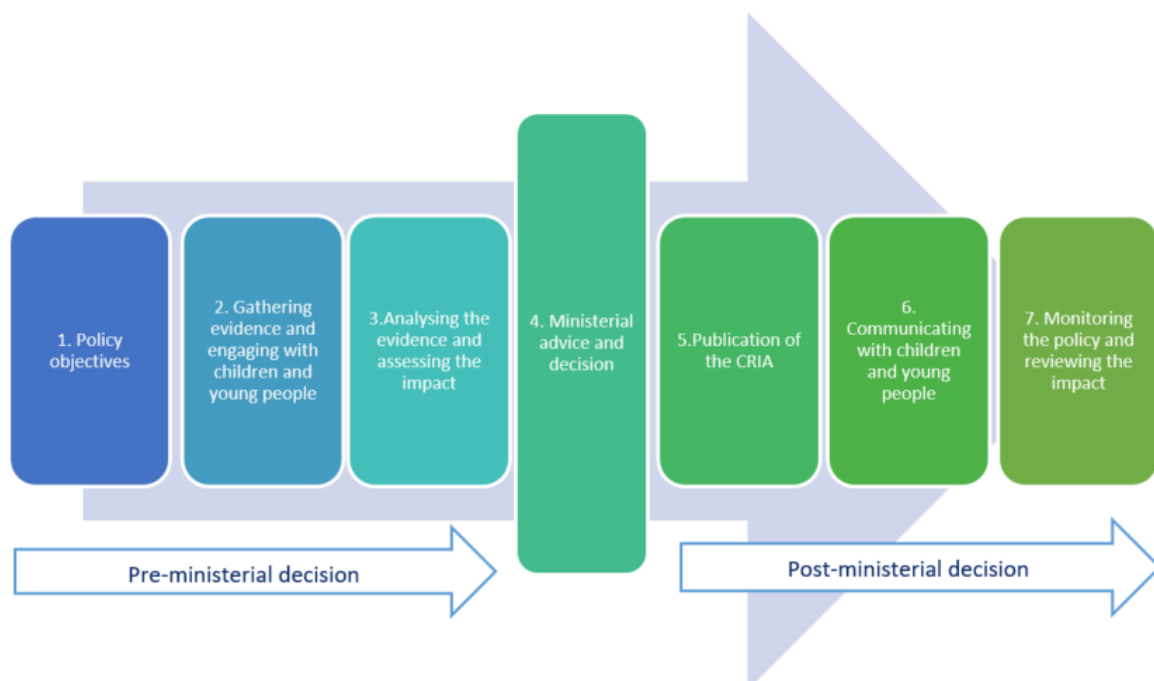 1. Policy
objectives
2. Gathering
evidence and
engaging with
children and
young people
3.Analysing the
evidence and
assessing the
impact
4. Ministerial
advice and
decision
5.Publication of
the CRIA
6.
Communicating
with children
and young
people
7. Monitoring
the policy and
reviewing the
impact
Pre-ministerial decision
Post-ministerial decision